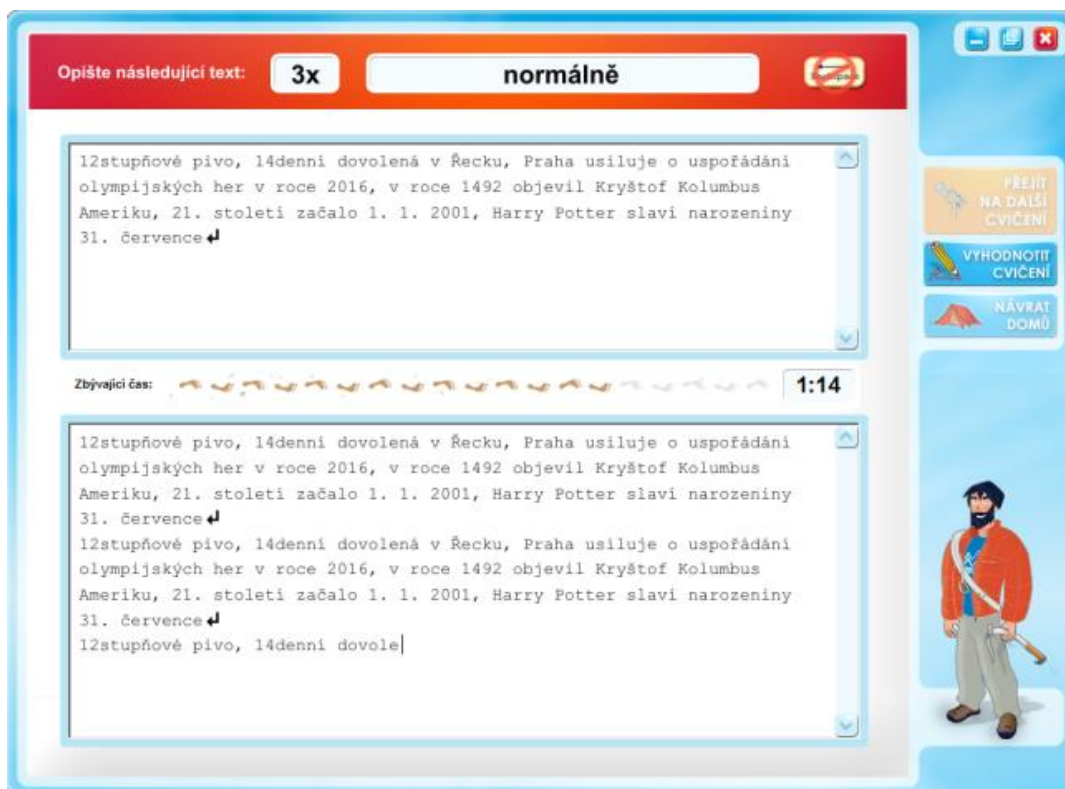 Opište následující text:
3x
normálně
Backspace
12stupňové pivo, 14denní dovolená v Řecku, Praha usiluje o uspořádání
olympijských her v roce 2016, v roce 1492 objevil Kryštof Kolumbus
Ameriku, 21. století začalo 1. 1. 2001, Harry Potter slaví narozeniny
31. července↵
Zbývající čas:
1:14
12stupňové pivo, 14denní dovolená v Řecku, Praha usiluje o uspořádání
olympijských her v roce 2016, v roce 1492 objevil Kryštof Kolumbus
Ameriku, 21. století začalo 1. 1. 2001, Harry Potter slaví narozeniny
31. července↵
12stupňové pivo, 14denní dovolená v Řecku, Praha usiluje o uspořádání
olympijských her v roce 2016, v roce 1492 objevil Kryštof Kolumbus
Ameriku, 21. století začalo 1. 1. 2001, Harry Potter slaví narozeniny
31. července↵
12stupňové pivo, 14denní dovole
PŘEJÍT
NA DALŠÍ
CVIČENÍ
VYHODNOTIT
CVIČENÍ
NÁVRAT
DOMŮ